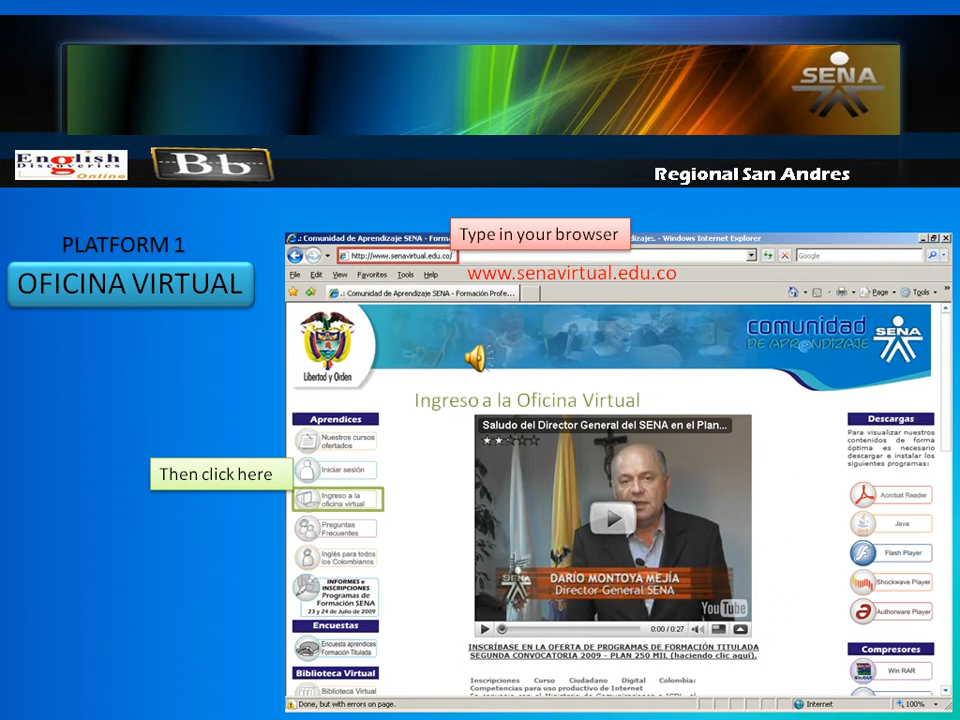 SENA
English
Discoveries
Online
Bb
Regional San Andres
PLATFORM 1
OFICINA VIRTUAL
Type in your browser
.: Comunidad de Aprendizaje SENA - Forma
dizaje:. - Windows Internet Explorer
http://www.senavirtual.edu.co/
Google
File Edit View Favorites Tools Help
www.senavirtual.edu.co
.: Comunidad de Aprendizaje SENA - Formación Profe...
Page Tools
Libertad y Orden
comunidad
DE APR@NDIZAJE
SENA
Ingreso a la Oficina Virtual
Aprendices
Nuestros cursos
ofertados
Iniciar sesión
Then click here
Ingreso a la
oficina virtual
Preguntas
Frecuentes
Inglés para todos
los Colombianos
INFORMES e
INSCRIPCIONES
Programas de
Formación SENA
23 y 24 de Julio de 2009
Encuestas
Encuesta aprendices
Formación Titulada
Biblioteca Virtual
Biblioteca Virtual
Saludo del Director General del SENA en el Plan...
SENA
DARÍO MONTOYA MEJÍA
Director General SENA
YouTube
0:00 / 0:27
INSCRÍBASE EN LA OFERTA DE PROGRAMAS DE FORMACIÓN TITULADA
SEGUNDA CONVOCATORIA 2009 - PLAN 250 MIL (haciendo clic aquí).
Inscripciones Curso Ciudadano Digital Colombia:
Competencias para uso productivo de Internet
Descargas
Para visualizar nuestros
contenidos de forma
óptima es necesario
descargar e instalar los
siguientes programas:
Acrobat Reader
Java
Flash Player
Shockwave Player
Authorware Player
Compresores
Win RAR
Done, but with errors on page.
Internet
100%